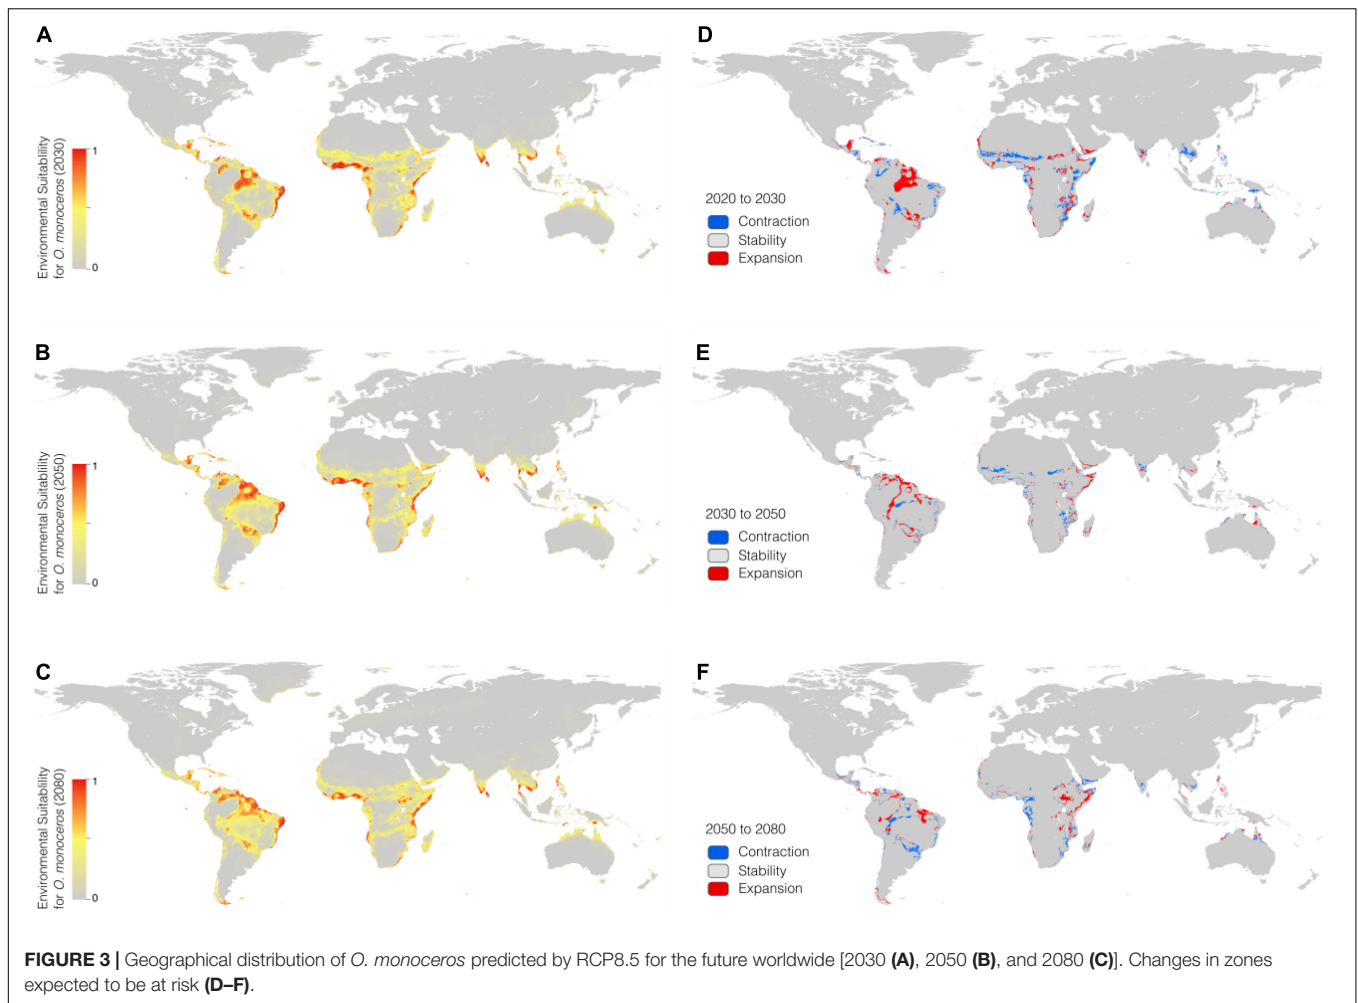 A
Environmental Suitability
for O. monoceros (2030)
1
0
D
2020 to 2030
Contraction
Stability
Expansion
B
Environmental Suitability
for O. monoceros (2050)
1
0
E
2030 to 2050
Contraction
Stability
Expansion
C
Environmental Suitability
for O. monoceros (2080)
1
0
F
2050 to 2080
Contraction
Stability
Expansion
FIGURE 3 | Geographical distribution of O. monoceros predicted by RCP8.5 for the future worldwide [2030 (A), 2050 (B), and 2080 (C)]. Changes in zones
expected to be at risk (D–F).